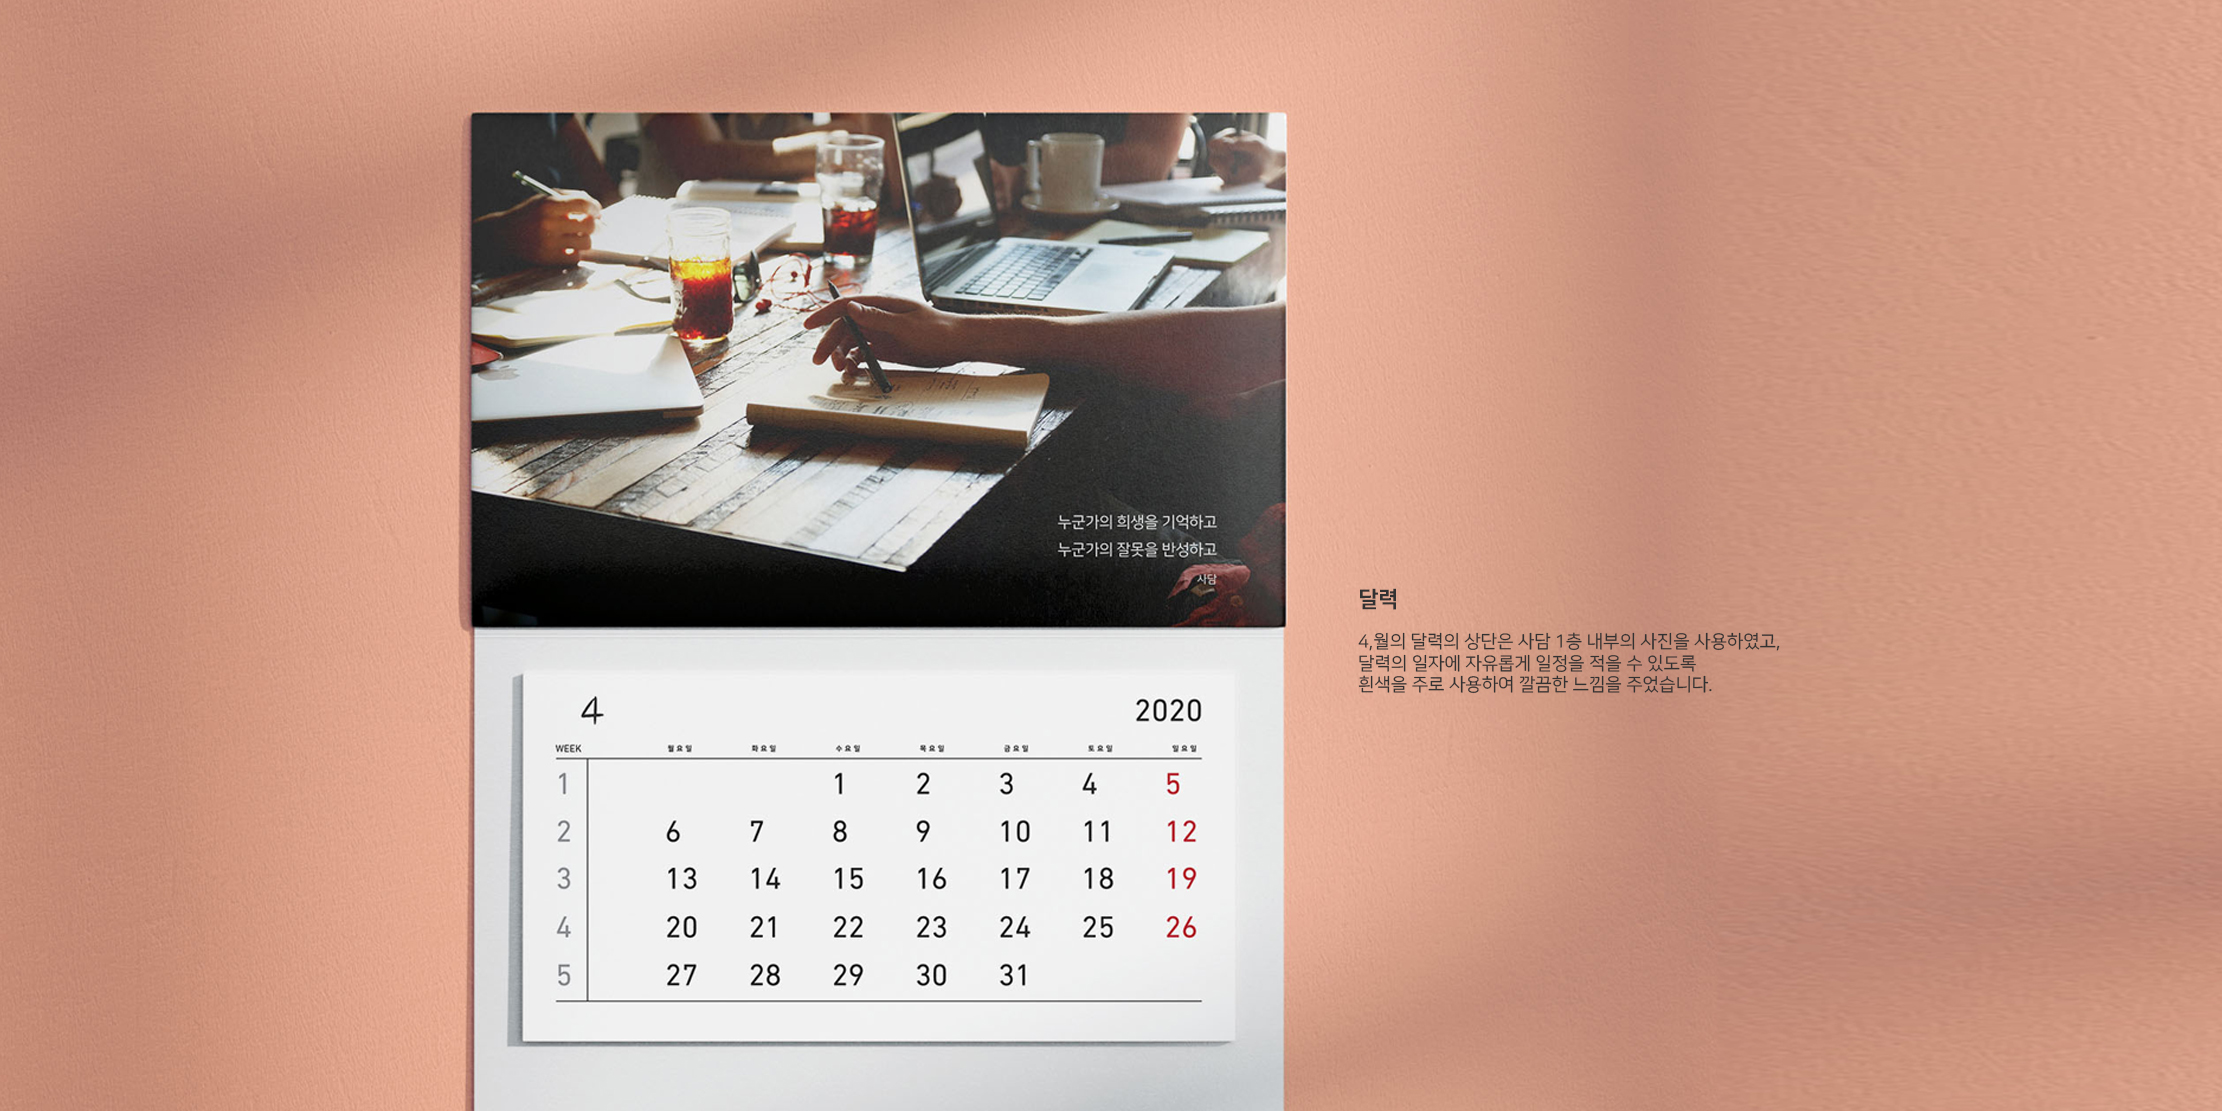 누군가의 희생을 기억하고
누군가의 잘못을 반성하고
사담
달력
4,월의 달력의 상단은 사담 1층 내부의 사진을 사용하였고,
달력의 일자에 자유롭게 일정을 적을 수 있도록
흰색을 주로 사용하여 깔끔한 느낌을 주었습니다.
4 2020
WEEK 월요일 화요일 수요일 목요일 금요일 토요일 일요일
1 1 2 3 4 5
2 6 7 8 9 10 11 12
3 13 14 15 16 17 18 19
4 20 21 22 23 24 25 26
5 27 28 29 30 31